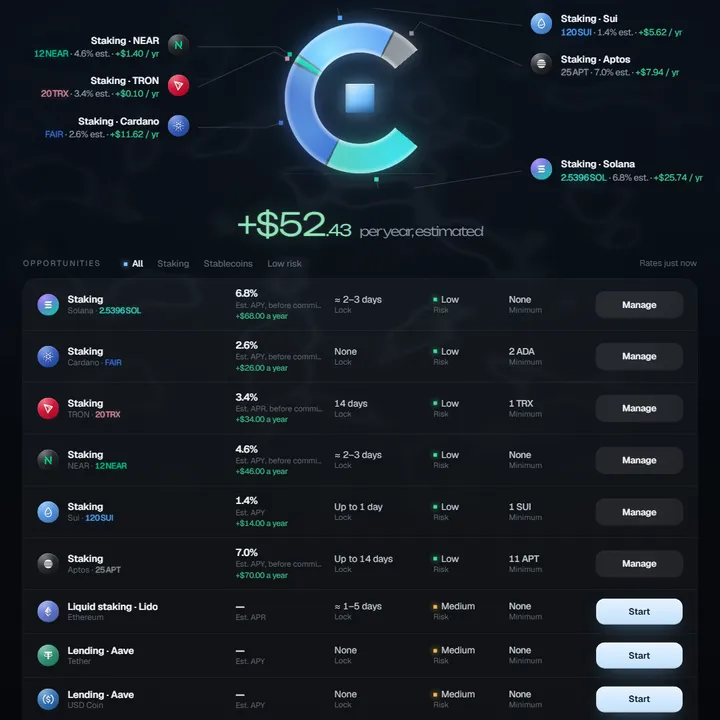 Staking · NEAR
12 NEAR · 4.6% est. · +$1.40 / yr
Staking · TRON
20 TRX · 3.4% est. · +$0.10 / yr
Staking · Cardano
FAIR · 2.6% est. · +$11.62 / yr
Staking · Sui
120 SUI · 1.4% est. · +$5.62 / yr
Staking · Aptos
25 APT · 7.0% est. · +$7.94 / yr
Staking · Solana
2.5396 SOL · 6.8% est. · +$25.74 / yr
+$52.43 per year, estimated
OPPORTUNITIES All Staking Stablecoins Low risk Rates just now
Staking 6.8% ≈ 2–3 days Low None Manage
Solana · 2.5396 SOL Est. APY, before commi... Lock Risk Minimum
+$68.00 a year
Staking 2.6% None Low 2 ADA Manage
Cardano · FAIR Est. APY, before commi... Lock Risk Minimum
+$26.00 a year
Staking 3.4% 14 days Low 1 TRX Manage
TRON · 20 TRX Est. APR, before commi... Lock Risk Minimum
+$34.00 a year
Staking 4.6% ≈ 2–3 days Low None Manage
NEAR · 12 NEAR Est. APY, before commi... Lock Risk Minimum
+$46.00 a year
Staking 1.4% Up to 1 day Low 1 SUI Manage
Sui · 120 SUI Est. APY Lock Risk Minimum
+$14.00 a year
Staking 7.0% Up to 14 days Low 11 APT Manage
Aptos · 25 APT Est. APY, before commi... Lock Risk Minimum
+$70.00 a year
Liquid staking · Lido — ≈ 1–5 days Medium None Start
Ethereum Est. APR Lock Risk Minimum
Lending · Aave — None Medium None Start
Tether Est. APY Lock Risk Minimum
Lending · Aave — None Medium None Start
USD Coin Est. APY Lock Risk Minimum